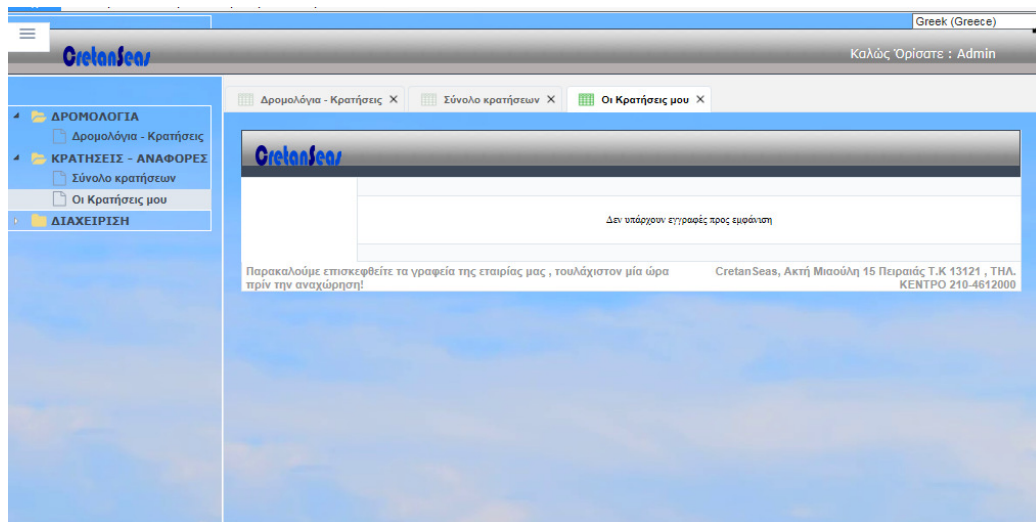 Greek (Greece)
CretanSeas
Καλώς Όρίσατε : Admin
Δρομολόγια - Κρατήσεις X
Σύνολο κρατήσεων X
Οι Κρατήσεις μου X
ΔΡΟΜΟΛΟΓΙΑ
Δρομολόγια - Κρατήσεις
ΚΡΑΤΗΣΕΙΣ - ΑΝΑΦΟΡΕΣ
Σύνολο κρατήσεων
Οι Κρατήσεις μου
ΔΙΑΧΕΙΡΙΣΗ
CretanSeas
Δεν υπάρχουν εγγραφές προς εμφάνιση
Παρακαλούμε επισκεφθείτε τα γραφεία της εταιρίας μας , τουλάχιστον μία ώρα
πρίν την αναχώρηση!
CretanSeas, Ακτή Μιαούλη 15 Πειραιάς Τ.Κ 13121 , ΤΗΛ.
ΚΕΝΤΡΟ 210-4612000